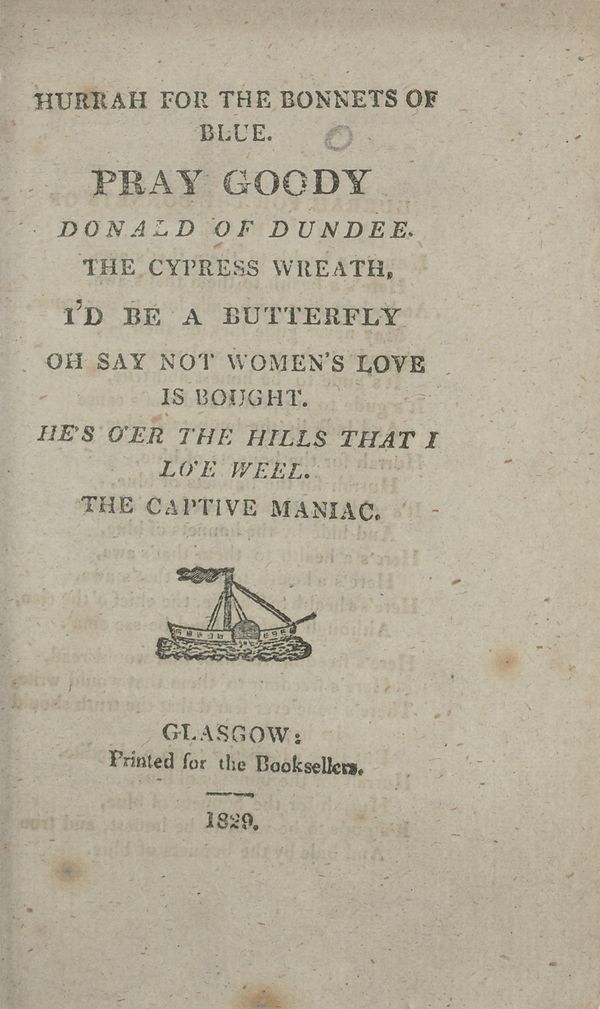 HURRAH FOR THE BONNETS OF
BLUE.
PRAY GOODY
DONALD OF DUNDEE.
THE CYPRESS WREATH,
I'D BE A BUTTERFLY
OH SAY NOT WOMEN'S LOVE
IS BOUGHT.
HE'S O'ER THE HILLS THAT I
LO'E WEEL.
THE CAPTIVE MANIAC.
GLASGOW:
Printed for the Booksellers.
1829.